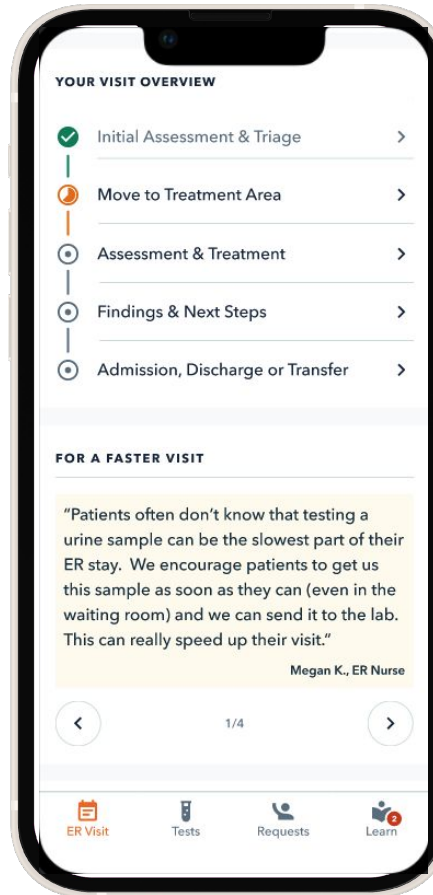 YOUR VISIT OVERVIEW
Initial Assessment & Triage
Move to Treatment Area
Assessment & Treatment
Findings & Next Steps
Admission, Discharge or Transfer
FOR A FASTER VISIT
“Patients often don’t know that testing a
urine sample can be the slowest part of their
ER stay.  We encourage patients to get us
this sample as soon as they can (even in the
waiting room) and we can send it to the lab.
This can really speed up their visit.”
Megan K., ER Nurse
1/4
ER Visit
Tests
Requests
2
Learn